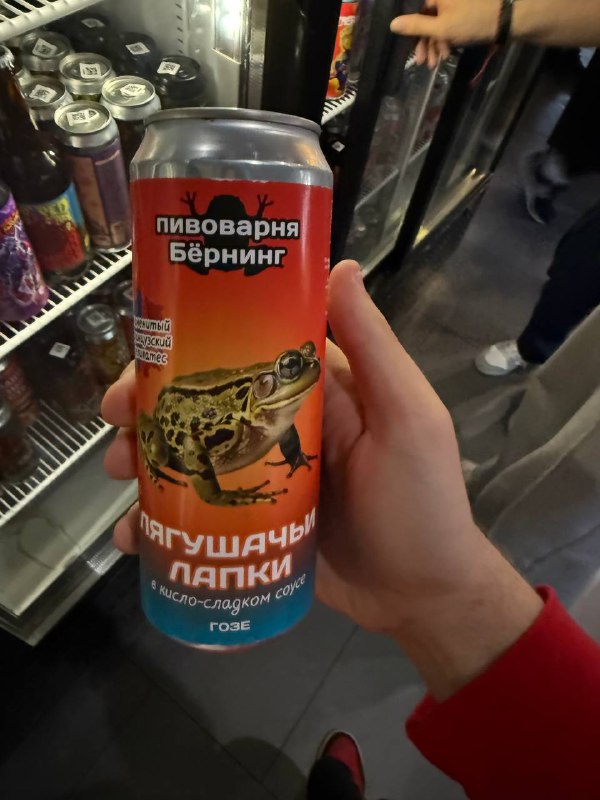 пивоварня
Бёрнинг
ЛЯГУШАЧЬИ
ЛАПКИ
в кисло-сладком соусе
ГОЗЕ